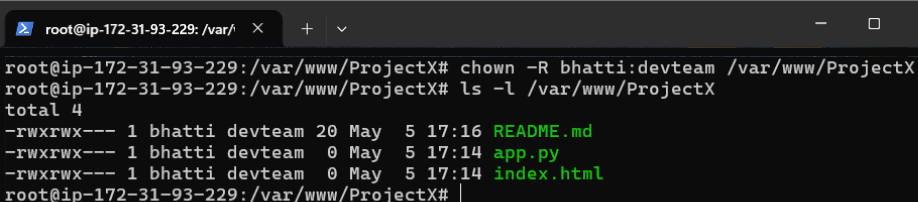 root@ip-172-31-93-229: /var/v
root@ip-172-31-93-229:/var/www/ProjectX# chown -R bhatti:devteam /var/www/ProjectX
root@ip-172-31-93-229:/var/www/ProjectX# ls -l /var/www/ProjectX
total 4
-rwxrwx--- 1 bhatti devteam 20 May  5 17:16 README.md
-rwxrwx--- 1 bhatti devteam  0 May  5 17:14 app.py
-rwxrwx--- 1 bhatti devteam  0 May  5 17:14 index.html
root@ip-172-31-93-229:/var/www/ProjectX#